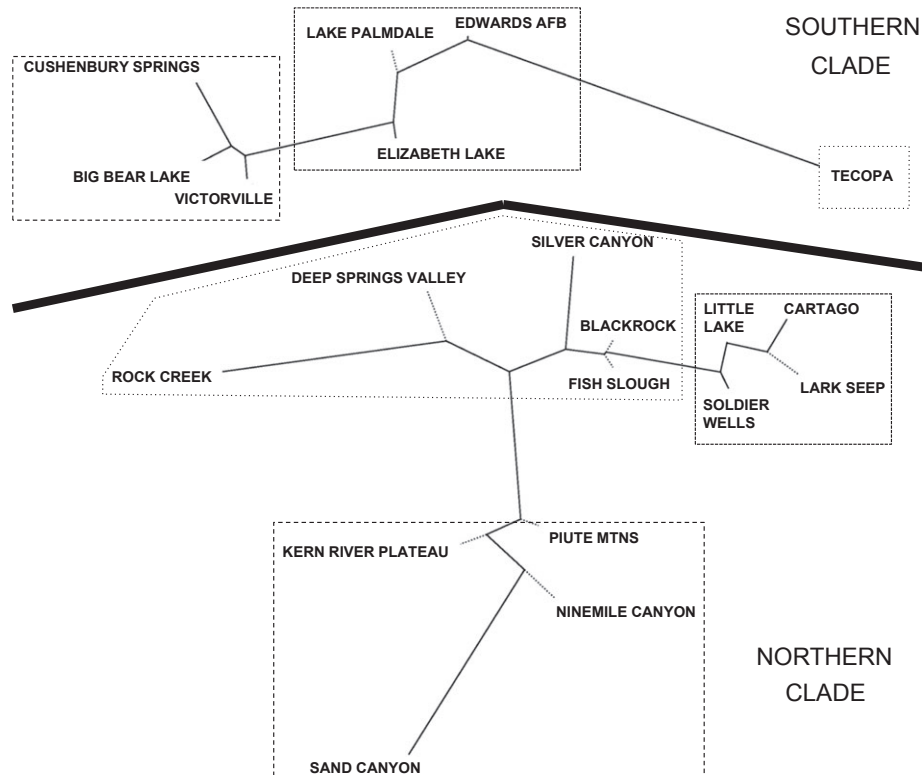 EDWARDS AFB
LAKE PALMDALE
SOUTHERN
CLADE
CUSHENBURY SPRINGS
ELIZABETH LAKE
BIG BEAR LAKE
VICTORVILLE
TECOPA
SILVER CANYON
DEEP SPRINGS VALLEY
LITTLE
LAKE
CARTAGO
BLACKROCK
ROCK CREEK
FISH SLOUGH
LARK SEEP
SOLDIER
WELLS
PIUTE MTNS
KERN RIVER PLATEAU
NINEMILE CANYON
NORTHERN
CLADE
SAND CANYON